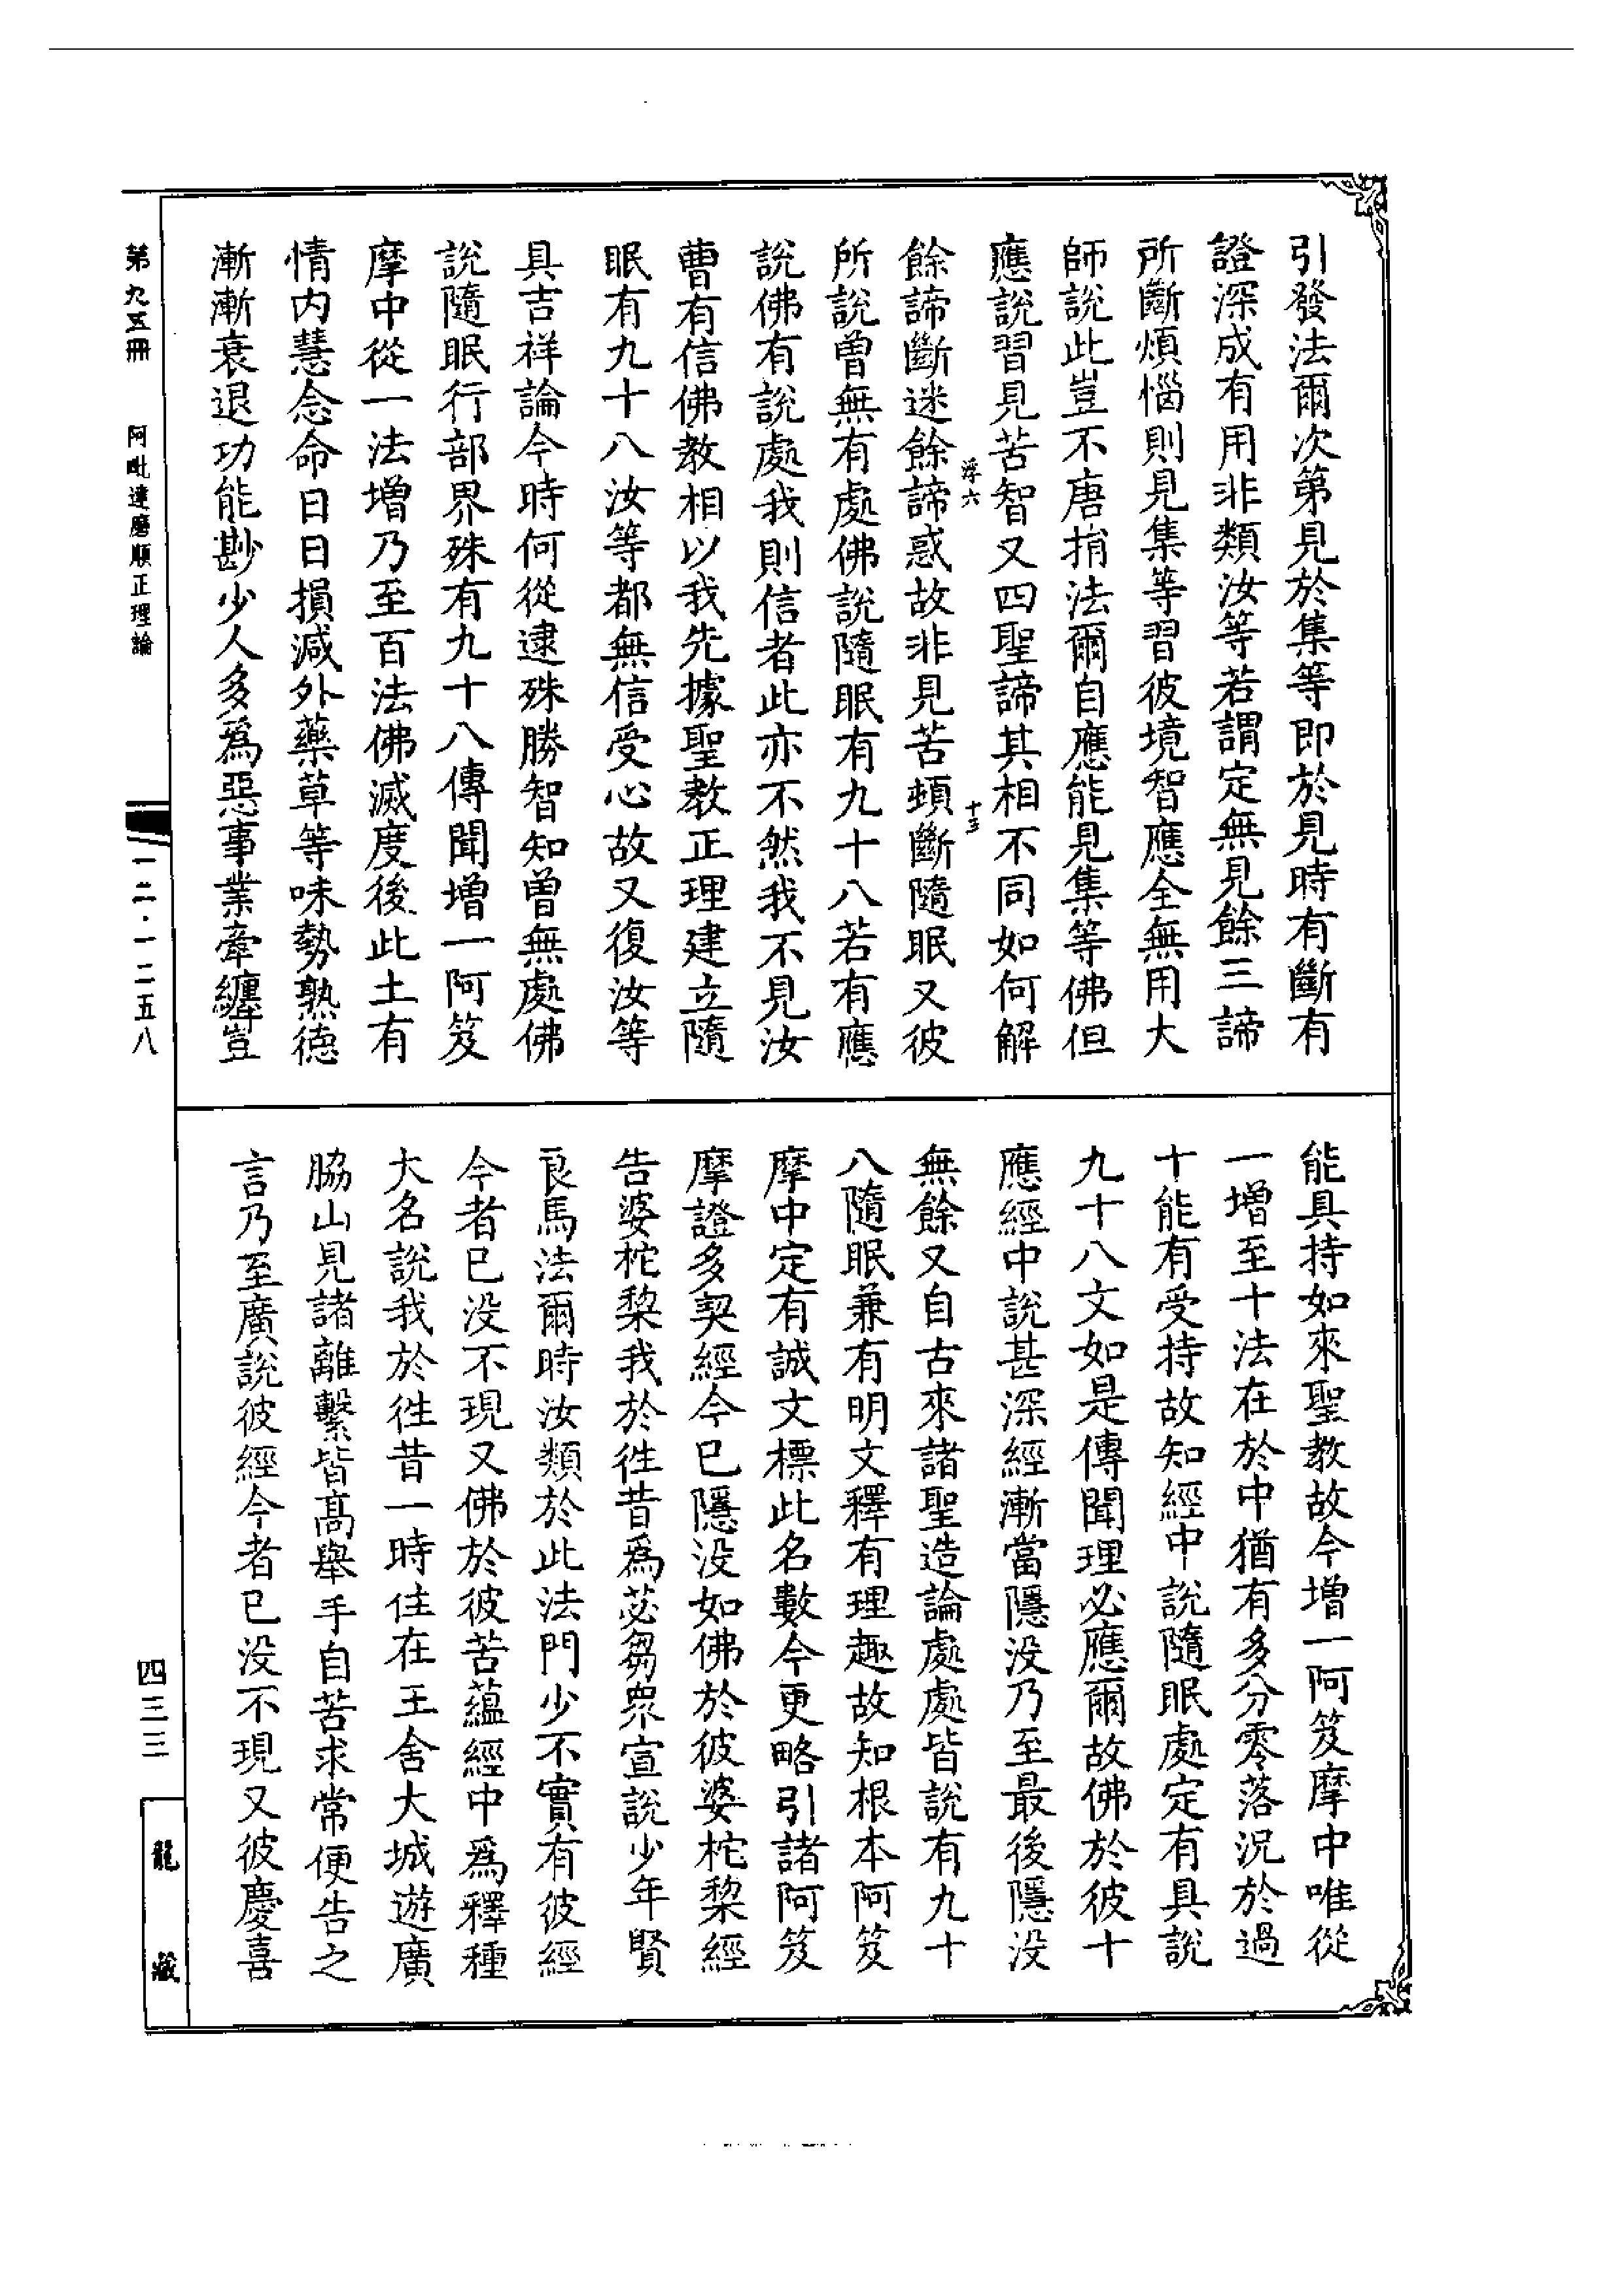 引發法爾次第見於集等即於見時有斷有
證深成有用非類汝等若謂定無見餘三諦
所斷煩惱則見集等習彼境智應全無用大
師說此豈不唐捐法爾自應能見集等佛但
應說習見苦智又四聖諦其相不同如何解
餘諦斷迷餘諦惑故非見苦頓斷隨眠又彼
所說曾無有處佛說隨眠有九十八若有應
說佛有說處我則信者此亦不然我不見汝
曹有信佛教相以我先據聖教正理建立隨
眠有九十八汝等都無信受心故又復汝等
具吉祥論今時何從逮殊勝智知曾無處佛
說隨眠行部界殊有九十八傳聞增一阿笈
摩中從一法增乃至百法佛滅度後此土有
情内慧念命日日損減外藥草等味勢熟德
漸漸衰退功能尠少人多爲惡事業牽纏豈
能具持如來聖教故今增一阿笈摩中唯從
一增至十法在於中猶有多分零落況於過
十能有受持故知經中說隨眠處定有具說
九十八文如是傳聞理必應爾故佛於彼十
應經中說甚深經漸當隱没乃至最後隱没
無餘又自古來諸聖造論處處皆說有九十
八隨眠兼有明文釋有理趣故知根本阿笈
摩中定有誠文標此名數今更略引諸阿笈
摩證多契經今已隱没如佛於彼婆柁梨經
告婆柁梨我於徃昔爲苾芻衆宣說少年賢
良馬法爾時汝類於此法門少不實有彼經
今者已没不現又佛於彼苦蘊經中爲釋種
大名說我於徃昔一時住在王舍大城遊廣
脇山見諸離繫皆高舉手自苦求常便告之
言乃至廣說彼經今者已没不現又彼慶喜
浮六
十三
第九五冊
阿毗達磨順正理論
一二·一二五八
四三三
龍藏